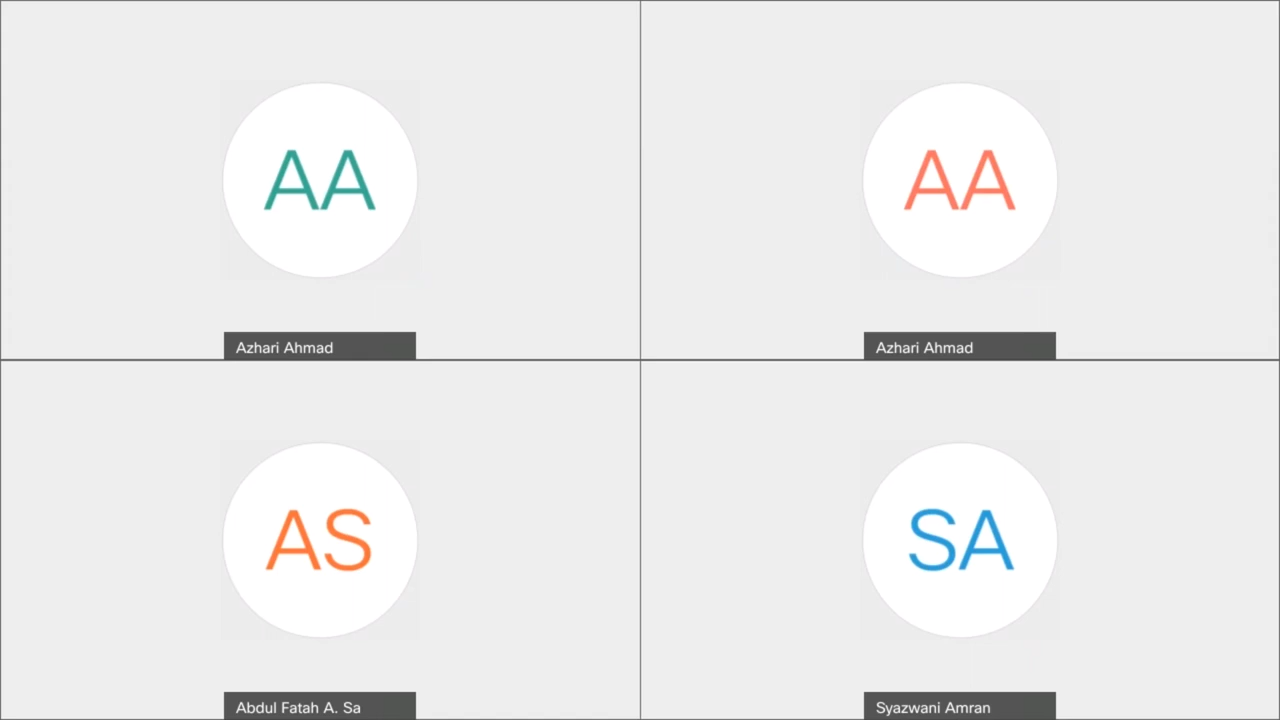 AA
AA
Azhari Ahmad
Azhari Ahmad
AS
SA
Abdul Fatah A. Sa
Syazwani Amran